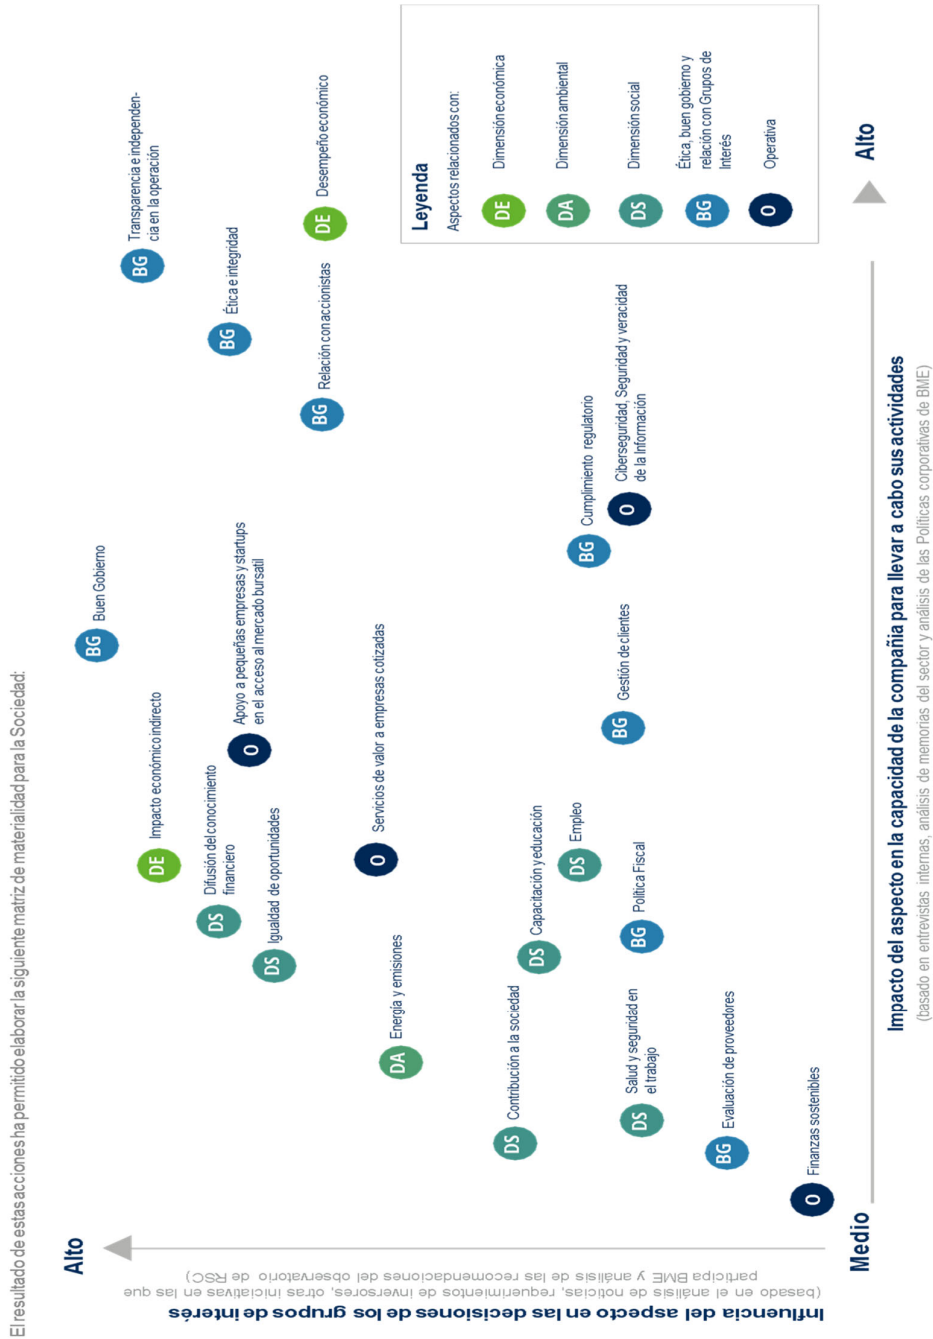 El resultado de estas acciones ha permitido elaborar la siguiente matriz de materialidad para la Sociedad:
Alto
Influencia del aspecto en las decisiones de los grupos de interés
(basado en el análisis de noticias, requerimientos de inversores, otras iniciativas en las que
participa BME y análisis de las recomendaciones del observatorio de RSC)
BG Buen Gobierno
BG Transparencia e independen-
cia en la operación
DE Impacto económico indirecto
DS Difusión del conocimiento
financiero
BG Ética e integridad
O Apoyo a pequeñas empresas y startups
en el acceso al mercado bursatil
DS Igualdad de oportunidades
BG Relación con accionistas
DE Desempeño económico
O Servicios de valor a empresas cotizadas
DA Energía y emisiones
DS Contribución a la sociedad
DS Capacitación y educación
DS Empleo
BG Cumplimiento regulatorio
BG Gestión de clientes
O Ciberseguridad, Seguridad y veracidad
de la Información
DS Salud y seguridad en
el trabajo
BG Política Fiscal
BG Evaluación de proveedores
O Finanzas sostenibles
Leyenda
Aspectos relacionados con:
DE Dimensión económica
DA Dimensión ambiental
DS Dimensión social
BG Ética, buen gobierno y
relación con Grupos de
Interés
O Operativa
Medio
Alto
Impacto del aspecto en la capacidad de la compañia para llevar a cabo sus actividades
(basado en entrevistas internas, análisis de memorias del sector y análisis de las Políticas corporativas de BME)